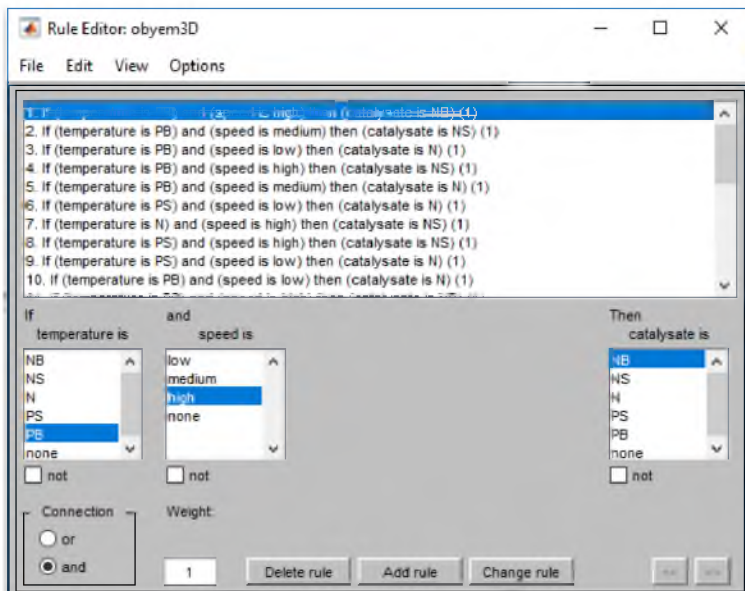 Rule Editor: obyem3D
File Edit View Options
1. If high) then (catalysate is NB) (1)
2. If (temperature is PB) and (speed is medium) then (catalysate is NS) (1)
3. If (temperature is PB) and (speed is low) then (catalysate is N) (1)
4. If (temperature is PB) and (speed is high) then (catalysate is NS) (1)
5. If (temperature is PB) and (speed is medium) then (catalysate is N) (1)
6. If (temperature is PS) and (speed is low) then (catalysate is N) (1)
7. If (temperature is N) and (speed is high) then (catalysate is NS) (1)
8. If (temperature is PS) and (speed is high) then (catalysate is NS) (1)
9. If (temperature is PS) and (speed is low) then (catalysate is N) (1)
10. If (temperature is PB) and (speed is low) then (catalysate is N) (1)
If and Then
temperature is speed is catalysate is
NB low NB
NS medium NS
N high N
PS none PS
PB PB
none none
not not not
Connection Weight:
or
and 1 Delete rule Add rule Change rule << >>